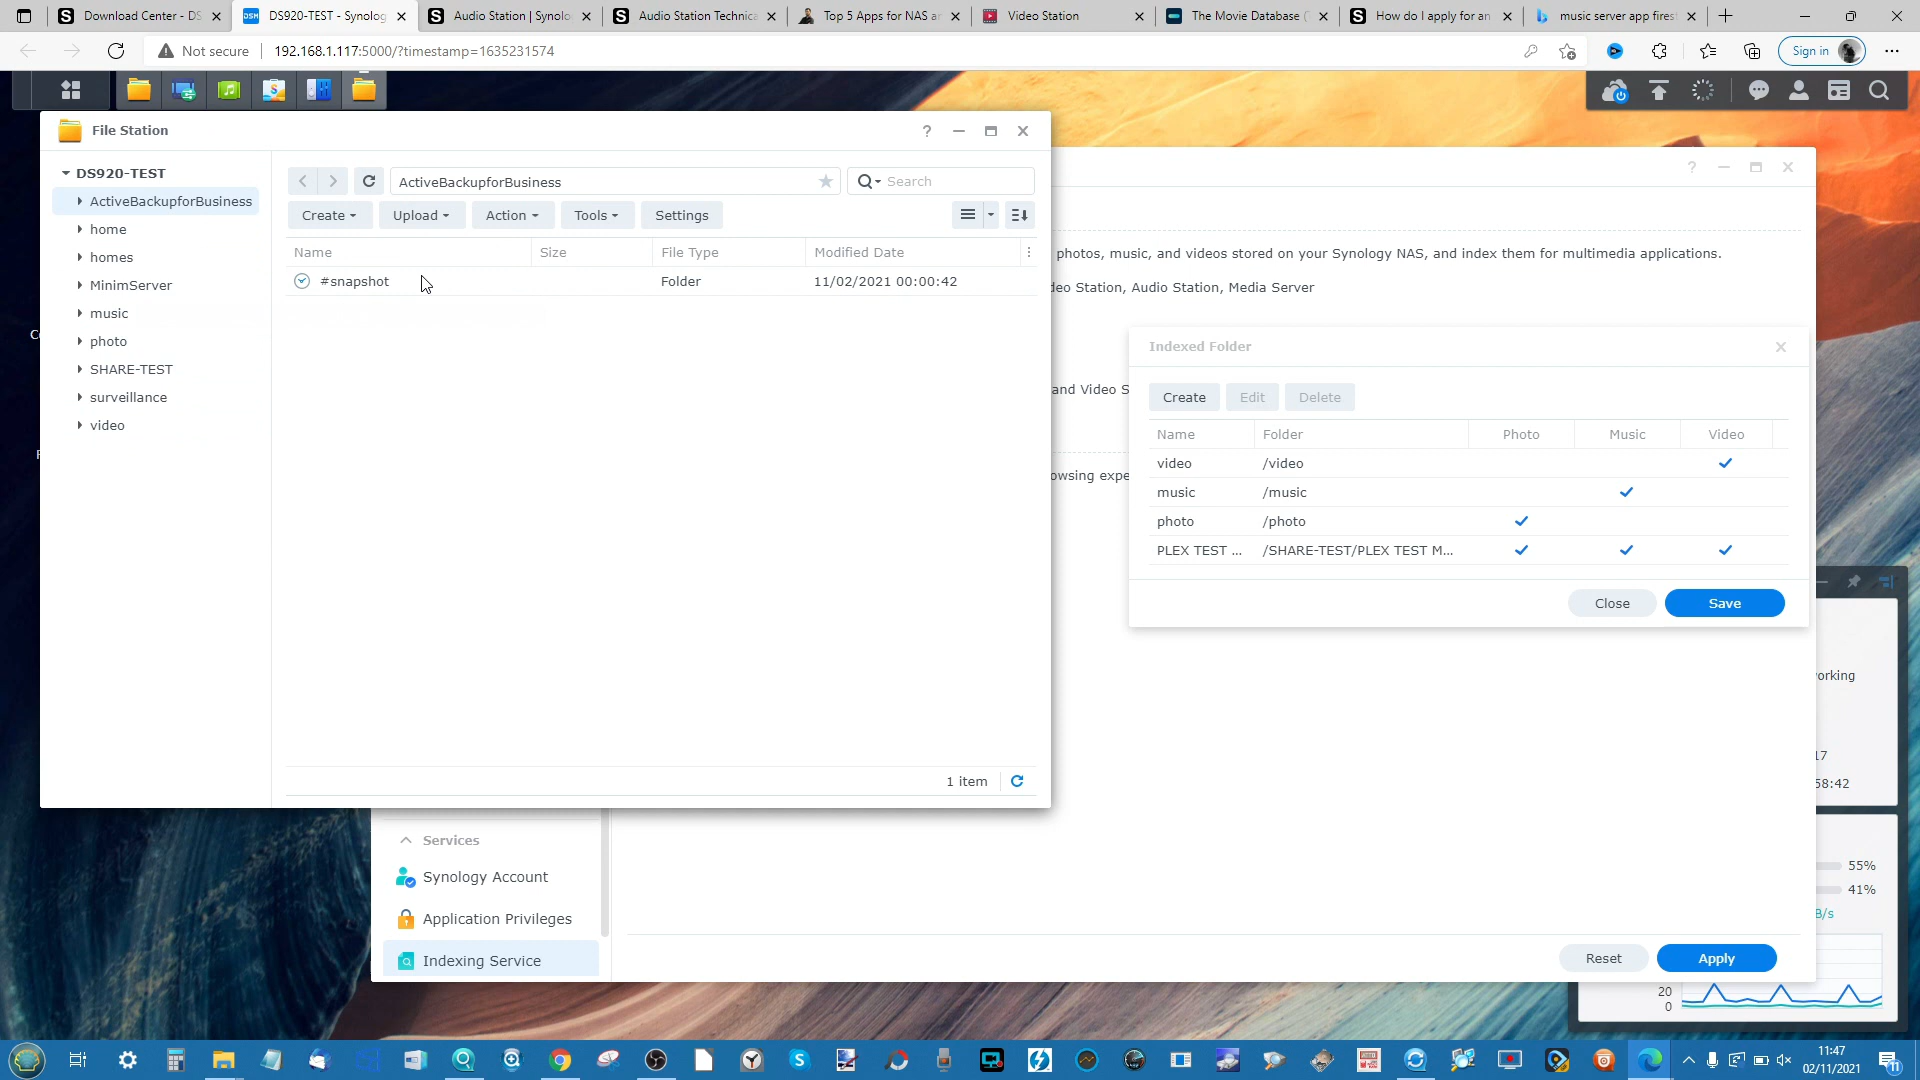 Download Center - DS
DS920-TEST - Synolog
Audio Station | Synolo
Audio Station Technica
Top 5 Apps for NAS ar
Video Station
The Movie Database (T
How do I apply for an
music server app fires
Not secure
192.168.1.117:5000/?timestamp=1635231574
Sign in
File Station
DS920-TEST
ActiveBackupforBusiness
home
homes
MinimServer
music
photo
SHARE-TEST
surveillance
video
ActiveBackupforBusiness
Search
Create
Upload
Action
Tools
Settings
Name
Size
File Type
Modified Date
#snapshot
Folder
11/02/2021 00:00:42
1 item
photos, music, and videos stored on your Synology NAS, and index them for multimedia applications.
deo Station, Audio Station, Media Server
and Video S
owsing expe
Indexed Folder
Create
Edit
Delete
Name
Folder
Photo
Music
Video
video
/video
music
/music
photo
/photo
PLEX TEST ...
/SHARE-TEST/PLEX TEST M...
Close
Save
Services
Synology Account
Application Privileges
Indexing Service
Reset
Apply
orking
17
58:42
55%
41%
B/s
20
0
11:47
02/11/2021
11